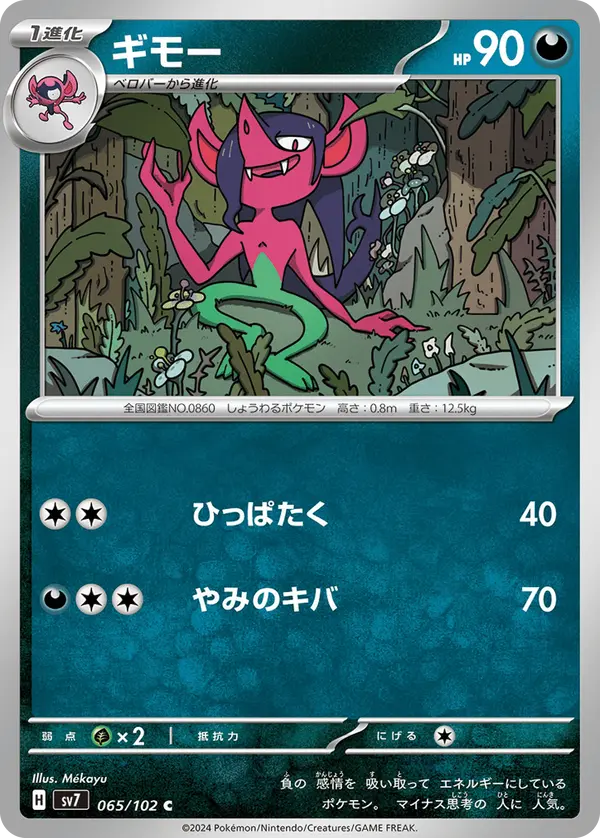 1進化 ギモー HP 90
ベロバーから進化
全国図鑑NO.0860 しょうわるポケモン 高さ:0.8m 重さ:12.5kg
ひっぱたく 40
やみのキバ 70
弱点 ×2 抵抗力 にげる
Illus. Mékayu
H sv7 065/102 C
負の感情を吸い取ってエネルギーにしている
ポケモン。マイナス思考の人に人気。
©2024 Pokémon/Nintendo/Creatures/GAME FREAK.